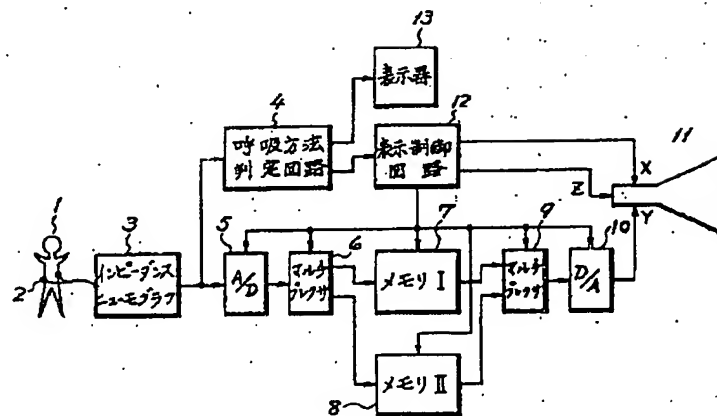 13
表示器
4
呼吸方法
判定回路
12
表示制御
回路
11
X
Z
Y
1
2
3
インピーダンス
ニューモグラフ
5
A/D
6
マルチ
プレクサ
7
メモリ I
8
メモリ II
9
マルチ
プレクサ
10
D/A